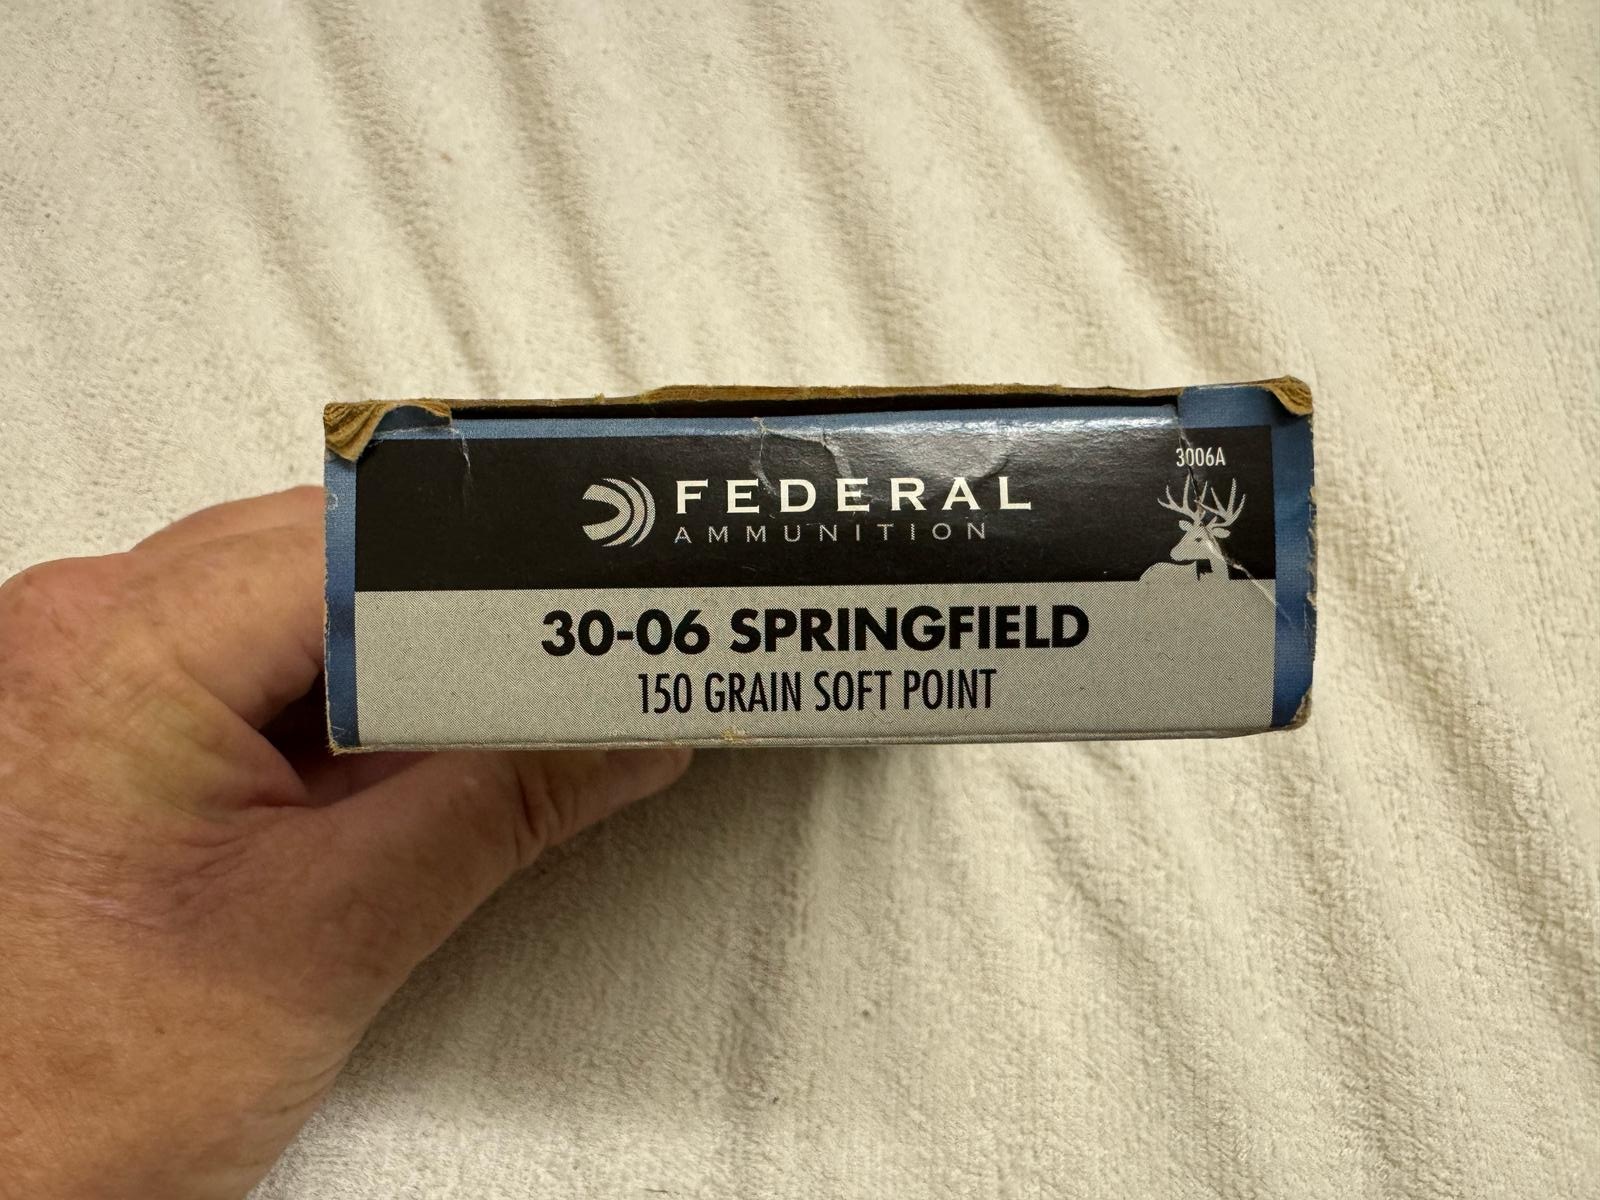 3006A
FEDERAL
AMMUNITION
30-06 SPRINGFIELD
150 GRAIN SOFT POINT